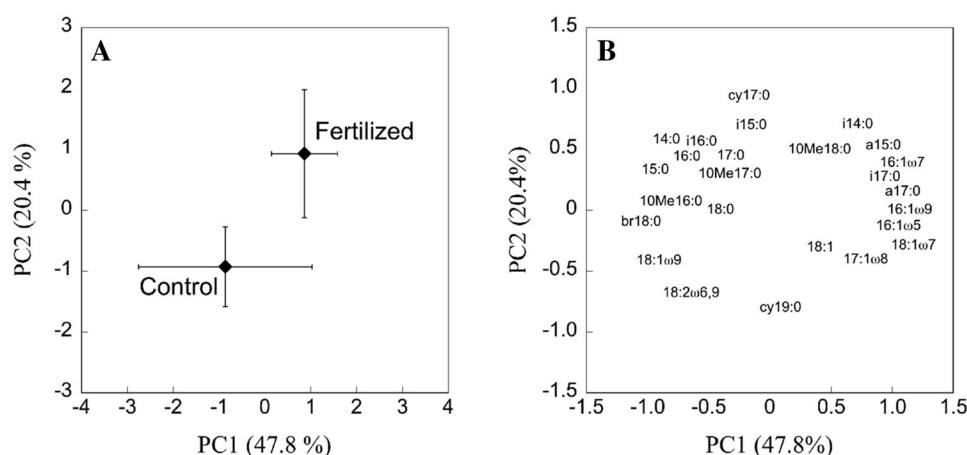 A
3
2
1
0
-1
-2
-3
-4 -3 -2 -1 0 1 2 3 4
PC2 (20.4 %)
PC1 (47.8 %)
Fertilized
Control
B
1.5
1.0
0.5
0
-0.5
-1.0
-1.5
-1.5 -1.0 -0.5 0 0.5 1.0 1.5
PC2 (20.4%)
PC1 (47.8%)
cy17:0
i15:0 i14:0
14:0 i16:0 10Me18:0 a15:0
16:0 17:0 16:1ω7
15:0 10Me17:0 i17:0
a17:0
10Me16:0 18:0 16:1ω9
br18:0 16:1ω5
18:1 18:1ω7
18:1ω9 17:1ω8
18:2ω6,9
cy19:0